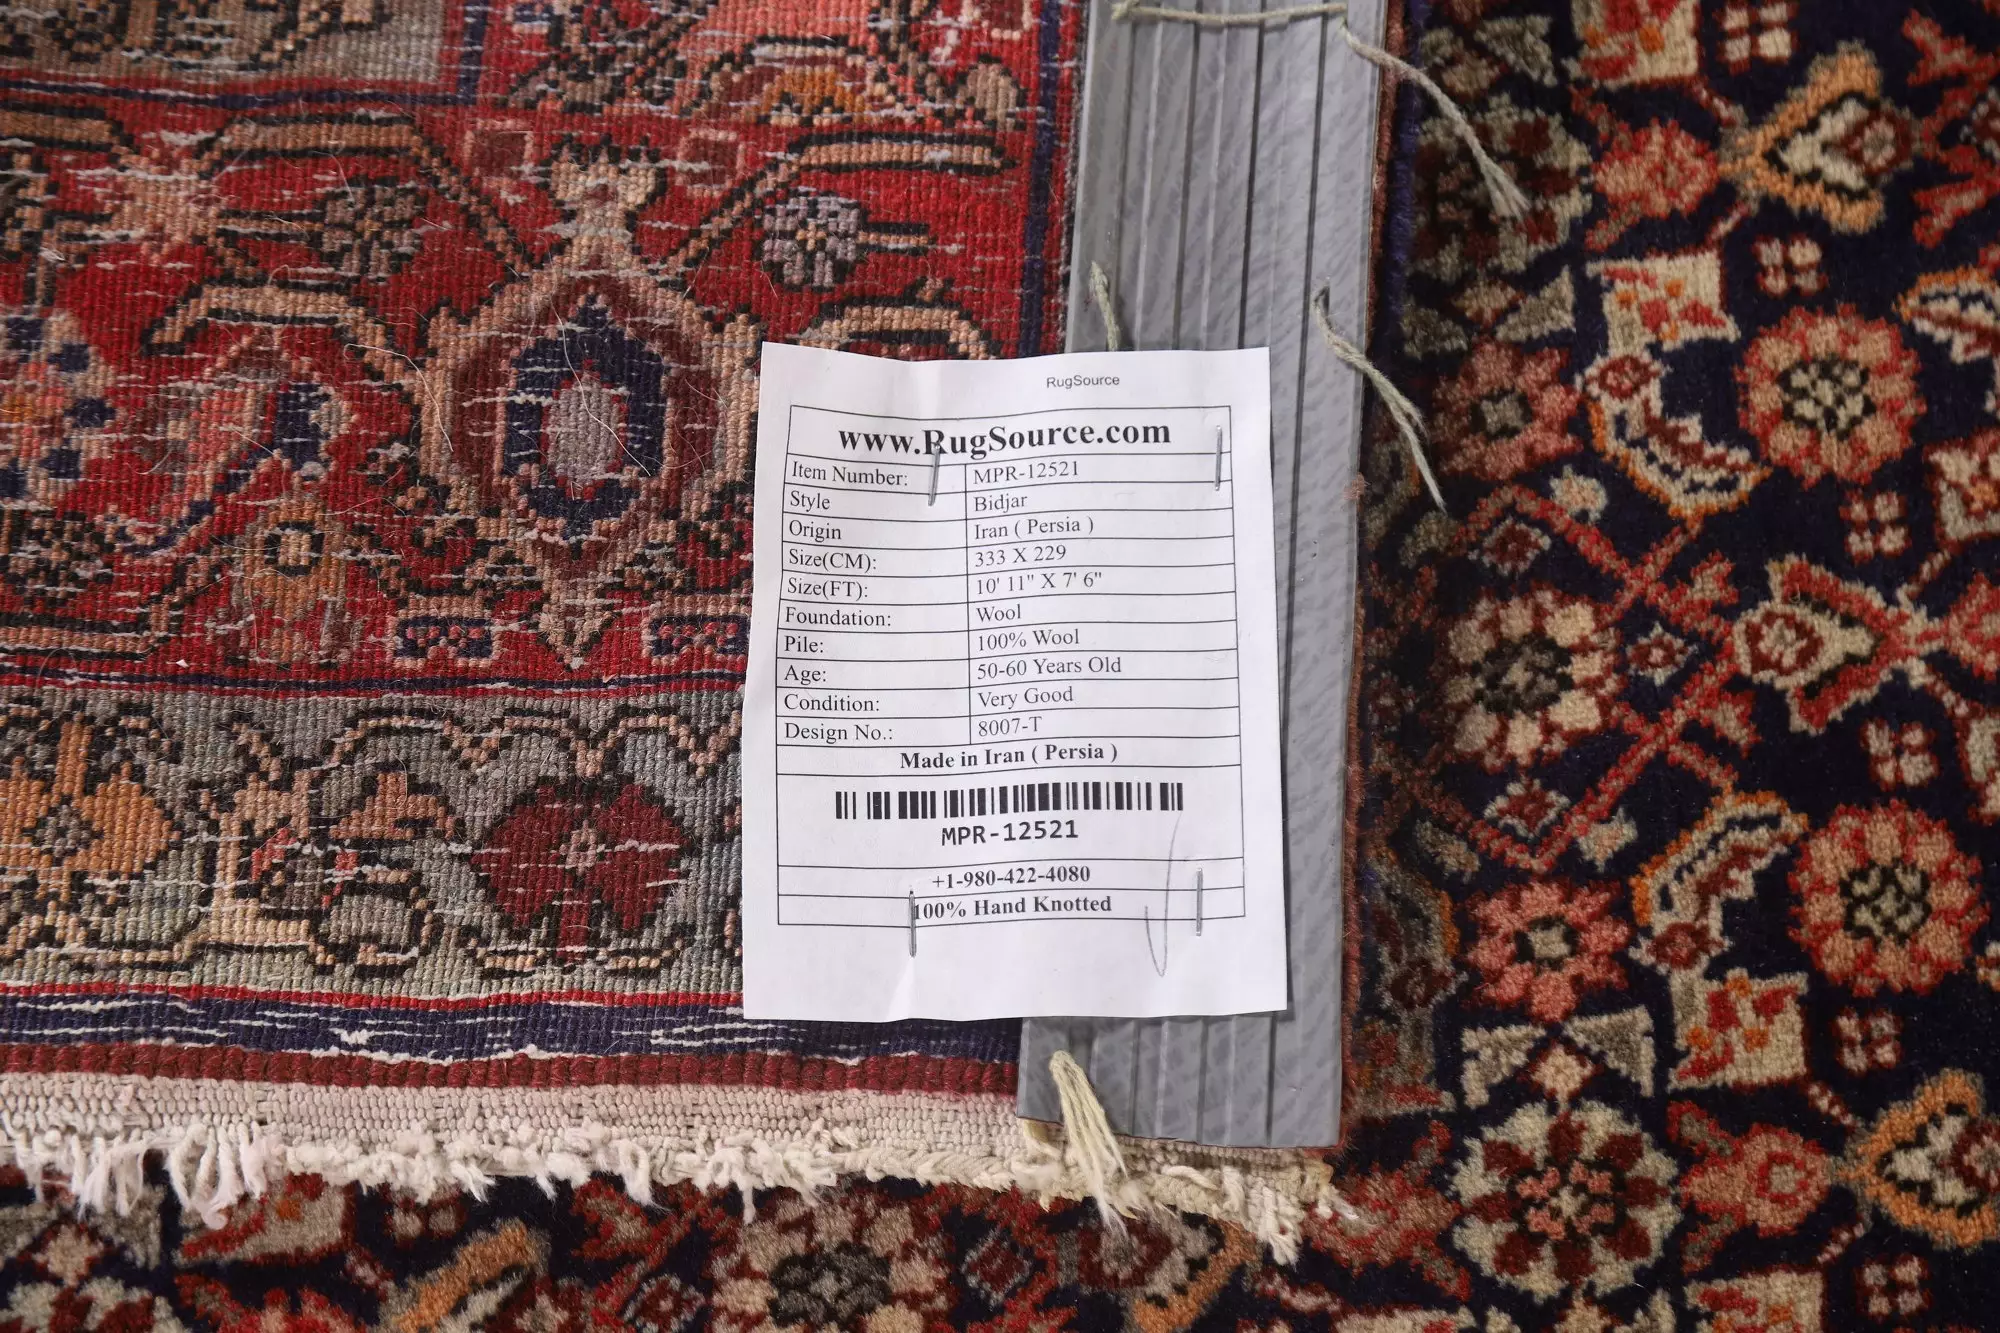 RugSource
www.RugSource.com
Item Number: MPR-12521
Style Bidjar
Origin Iran ( Persia )
Size(CM): 333 X 229
Size(FT): 10' 11" X 7' 6"
Foundation: Wool
Pile: 100% Wool
Age: 50-60 Years Old
Condition: Very Good
Design No.: 8007-T
Made in Iran ( Persia )
MPR-12521
+1-980-422-4080
100% Hand Knotted